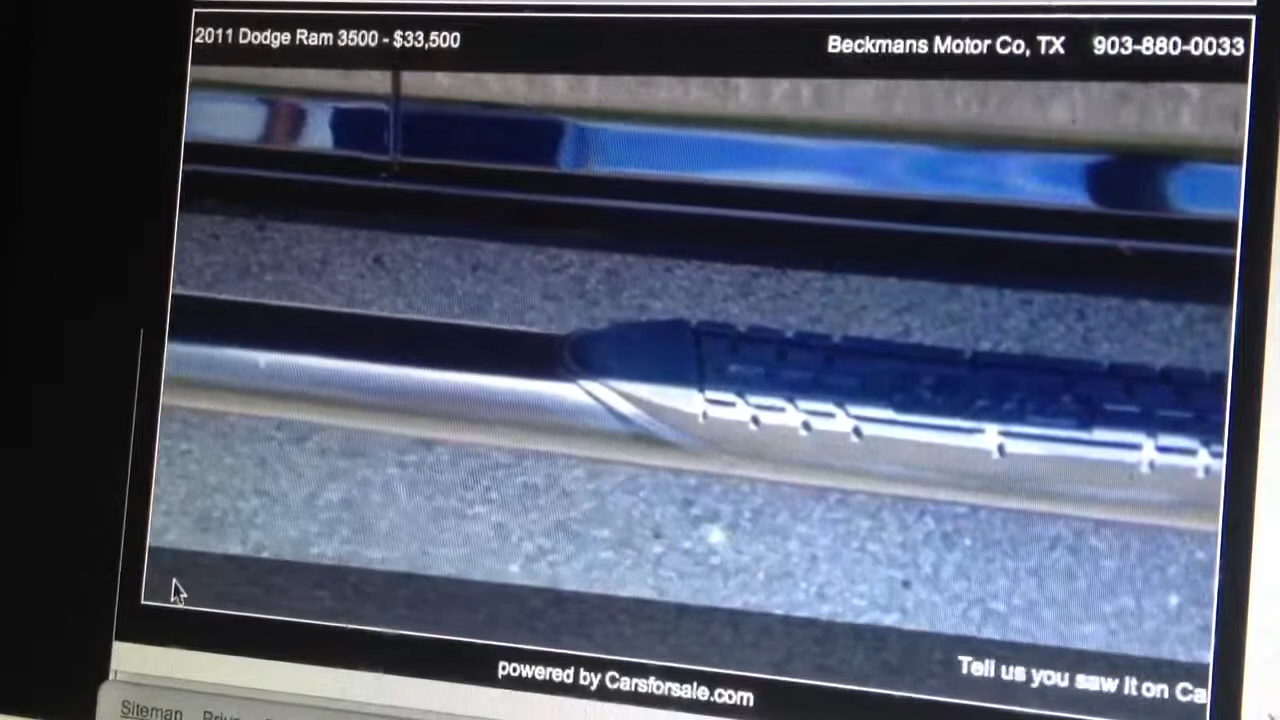 2011 Dodge Ram 3500 - $33,500
Beckmans Motor Co, TX 903-880-0033
Tell us you saw it on Ca
powered by Carsforsale.com
Sitemap